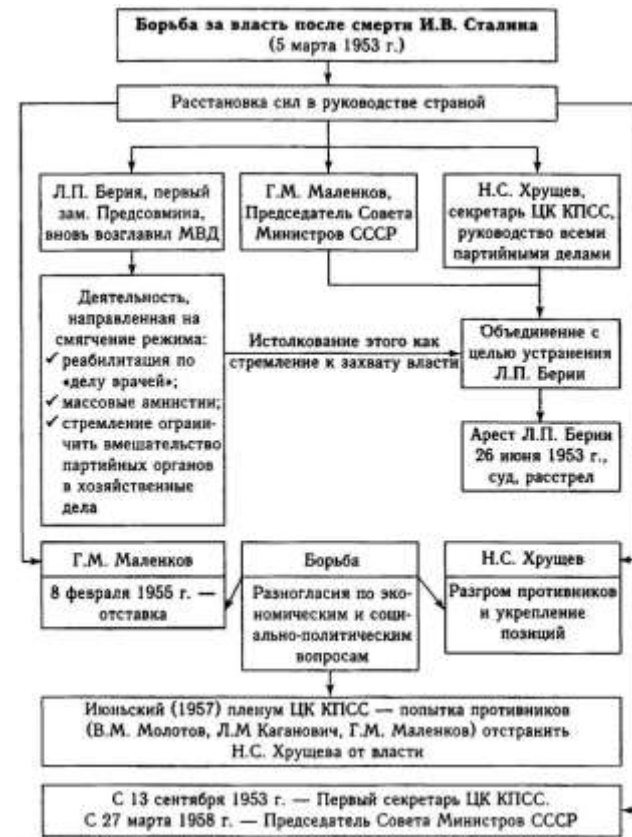 Борьба за власть после смерти И.В. Сталина
(5 марта 1953 г.)
Расстановка сил в руководстве страной
Л.П. Берия, первый
зам. Предсовмина,
вновь возглавил МВД
Г.М. Маленков,
Председатель Совета
Министров СССР
Н.С. Хрущев,
секретарь ЦК КПСС,
руководство всеми
партийными делами
Деятельность,
направленная на
смягчение режима:
✓ реабилитация по
«делу врачей»;
✓ массовые амнистии;
✓ стремление ограни-
чить вмешательство
партийных органов
в хозяйственные
дела
Истолкование этого как
стремление к захвату власти
Объединение с
целью устранения
Л.П. Берии
Арест Л.П. Берии
26 июня 1953 г.,
суд, расстрел
Г.М. Маленков
8 февраля 1955 г. —
отставка
Борьба
Разногласия по эко-
номическим и соци-
ально-политическим
вопросам
Н.С. Хрущев
Разгром противников
и укрепление
позиций
Июньский (1957) пленум ЦК КПСС — попытка противников
(В.М. Молотов, Л.М Каганович, Г.М. Маленков) отстранить
Н.С. Хрущева от власти
С 13 сентября 1953 г. — Первый секретарь ЦК КПСС.
С 27 марта 1958 г. — Председатель Совета Министров СССР